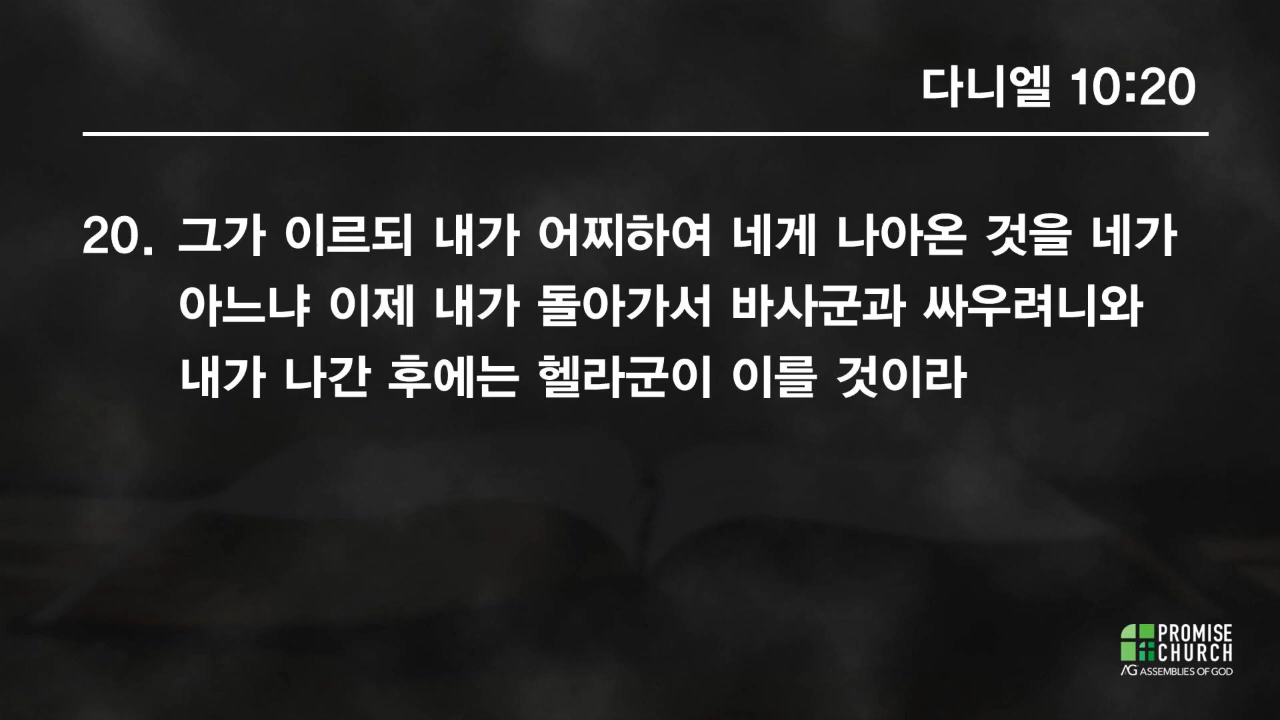 다니엘 10:20
20. 그가 이르되 내가 어찌하여 네게 나아온 것을 네가
아느냐 이제 내가 돌아가서 바사군과 싸우려니와
내가 나간 후에는 헬라군이 이를 것이라
PROMISE
CHURCH
AG ASSEMBLIES OF GOD